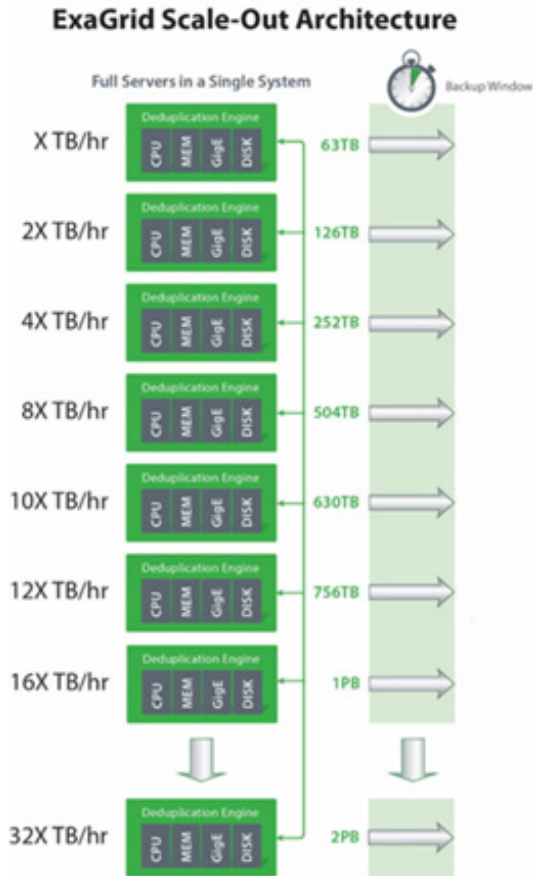 ExaGrid Scale-Out Architecture
Full Servers in a Single System
Backup Window
X TB/hr
Deduplication Engine
CPU MEM GigE DISK
63TB
2X TB/hr
Deduplication Engine
CPU MEM GigE DISK
126TB
4X TB/hr
Deduplication Engine
CPU MEM GigE DISK
252TB
8X TB/hr
Deduplication Engine
CPU MEM GigE DISK
504TB
10X TB/hr
Deduplication Engine
CPU MEM GigE DISK
630TB
12X TB/hr
Deduplication Engine
CPU MEM GigE DISK
756TB
16X TB/hr
Deduplication Engine
CPU MEM GigE DISK
1PB
32X TB/hr
Deduplication Engine
CPU MEM GigE DISK
2PB